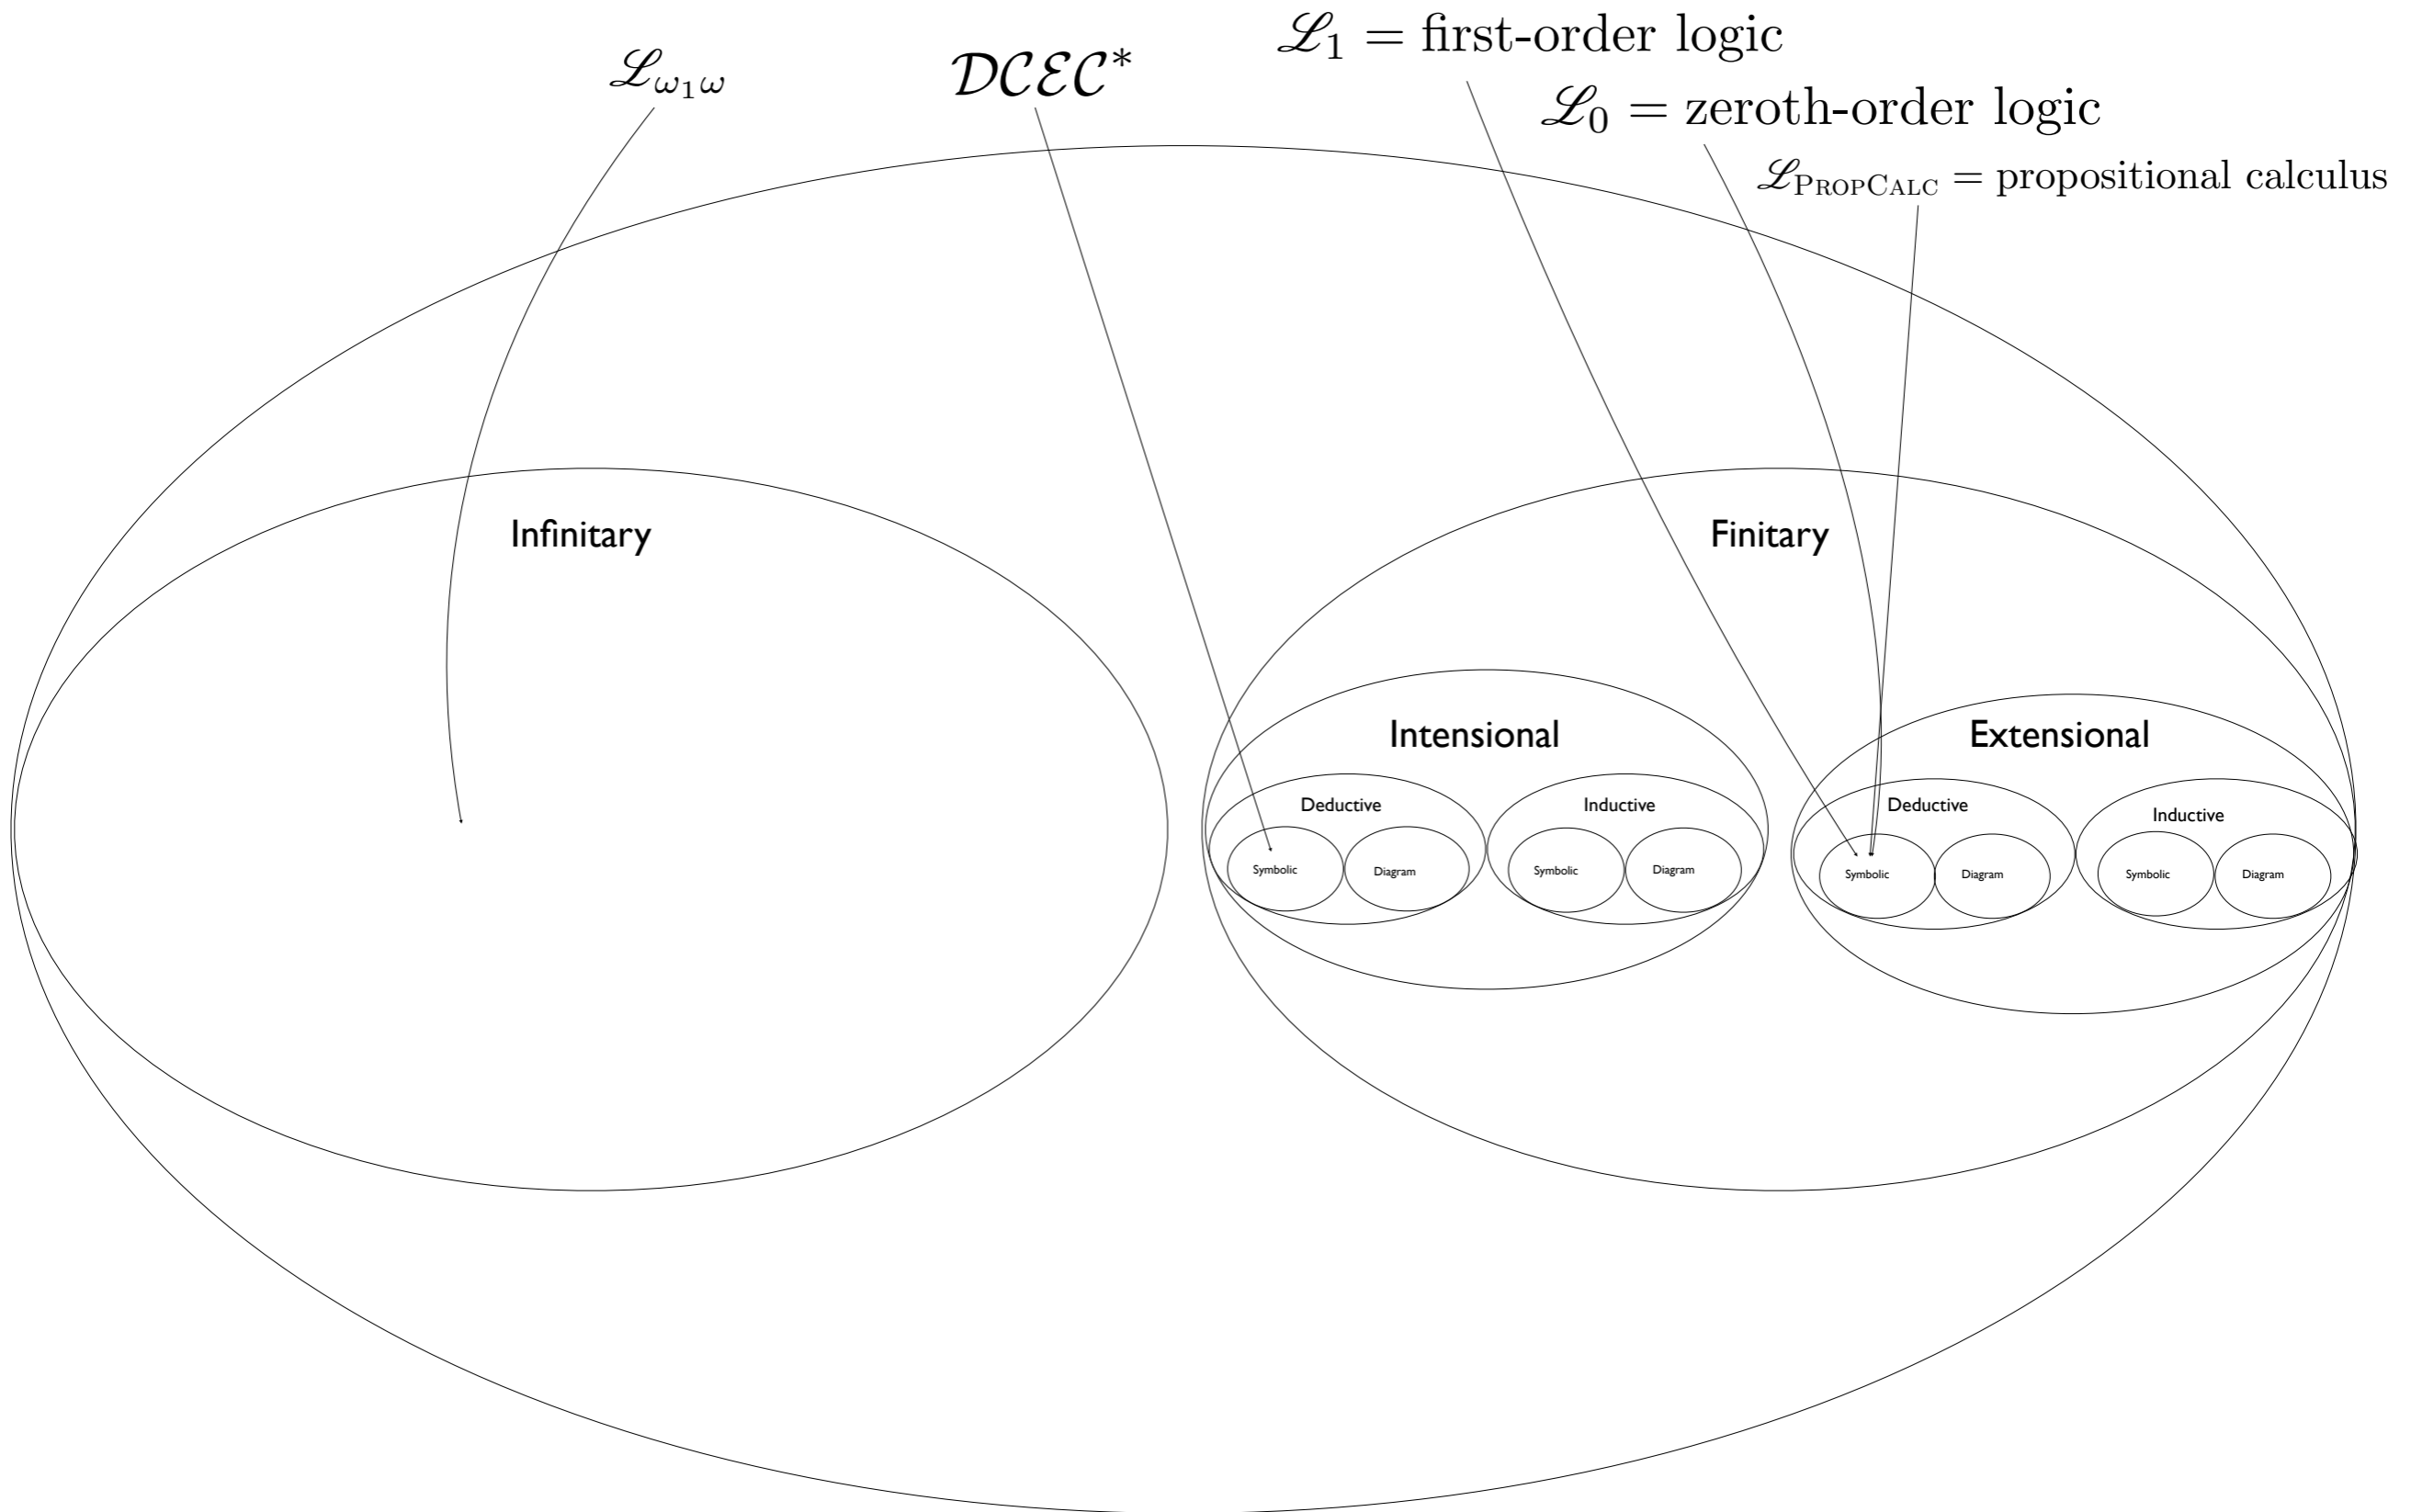 ℒ₁ = first-order logic
ℒ_{ω₁ω}
𝒟𝒞ℰ𝒞*
ℒ₀ = zeroth-order logic
ℒ_{PROPCALC} = propositional calculus
Infinitary
Finitary
Intensional
Extensional
Deductive
Inductive
Deductive
Inductive
Symbolic
Diagram
Symbolic
Diagram
Symbolic
Diagram
Symbolic
Diagram